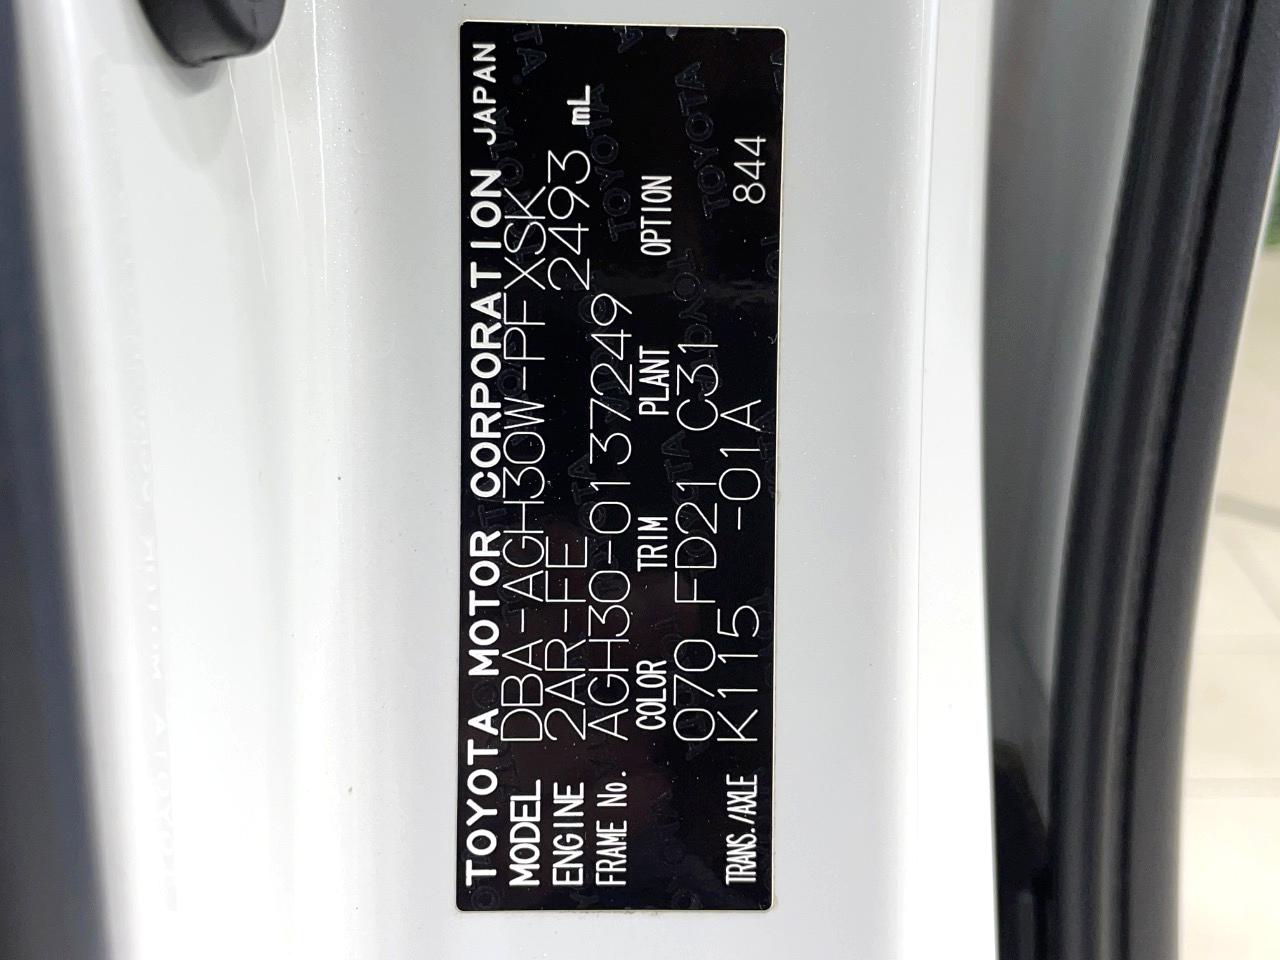 TOYOTA MOTOR CORPORATION JAPAN
MODEL DBA-AGH30W-PFXSK
ENGINE 2AR-FE 2493 mL
FRAME No. AGH30-0137249
COLOR TRIM PLANT OPTION
070 FD21 C31
TRANS./AXLE K115 -01A 844